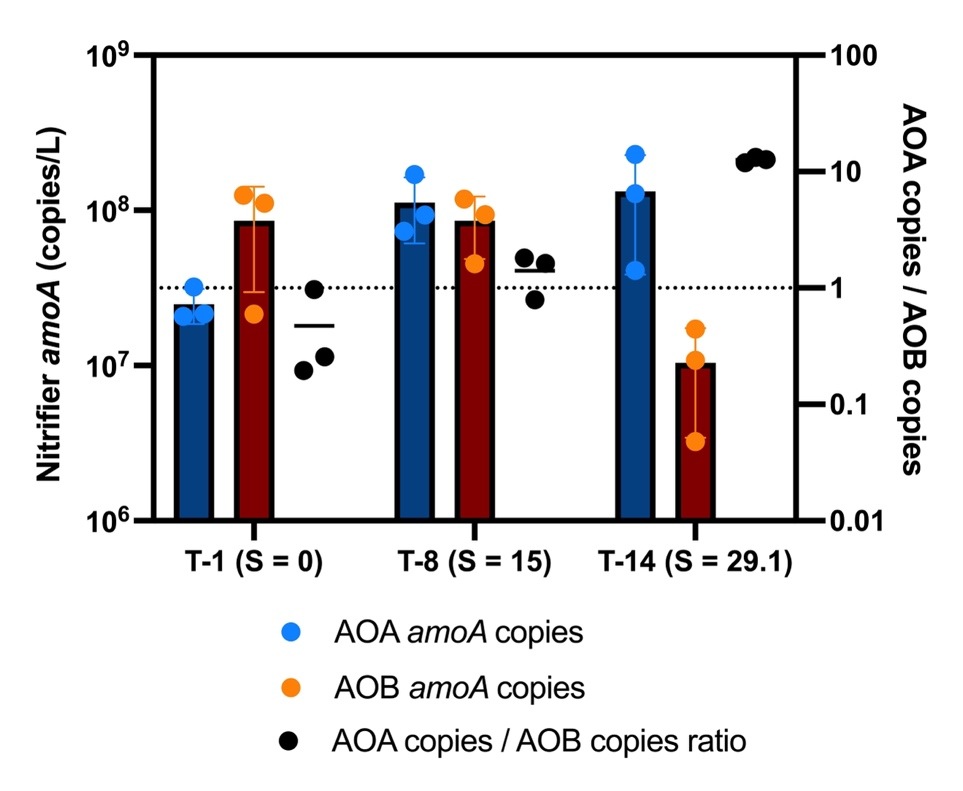 Nitrifier amoA (copies/L)
10⁹
10⁸
10⁷
10⁶
100
10
1
0.1
0.01
AOA copies / AOB copies
T-1 (S = 0)
T-8 (S = 15)
T-14 (S = 29.1)
AOA amoA copies
AOB amoA copies
AOA copies / AOB copies ratio